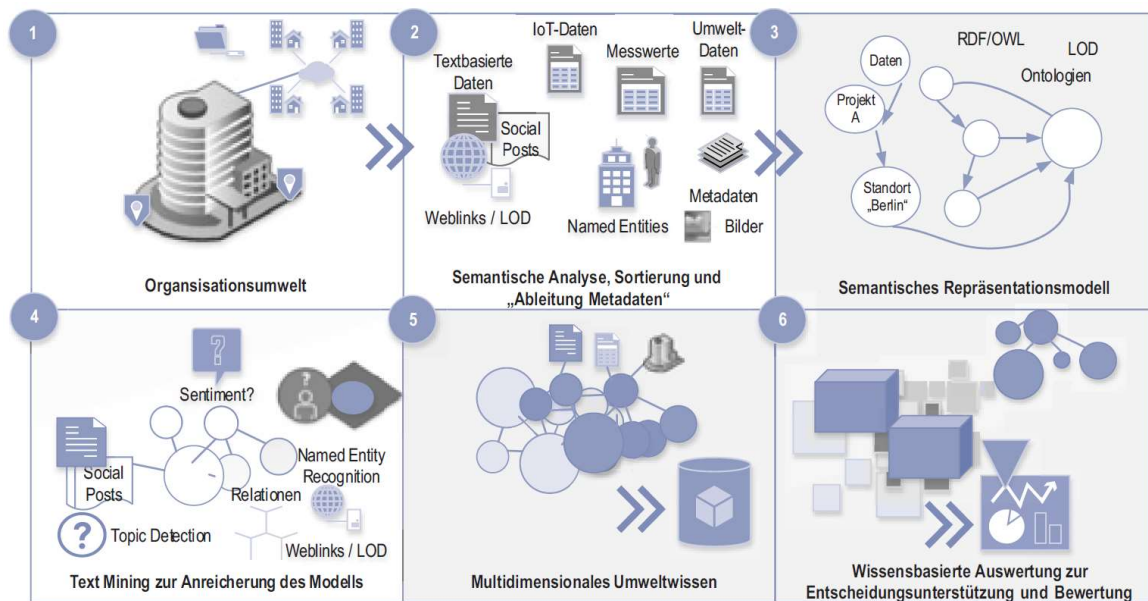 1
Organsisationsumwelt
2
IoT-Daten
Umwelt-
Daten
Messwerte
Textbasierte
Daten
Social
Posts
Weblinks / LOD
Named Entities
Metadaten
Bilder
Semantische Analyse, Sortierung und
„Ableitung Metadaten“
3
RDF/OWL
LOD
Ontologien
Daten
Projekt
A
Standort
„Berlin“
Semantisches Repräsentationsmodell
4
?
Sentiment?
?
Named Entity
Recognition
Social
Posts
Relationen
?
Topic Detection
Weblinks / LOD
Text Mining zur Anreicherung des Modells
5
Multidimensionales Umweltwissen
6
Wissensbasierte Auswertung zur
Entscheidungsunterstützung und Bewertung